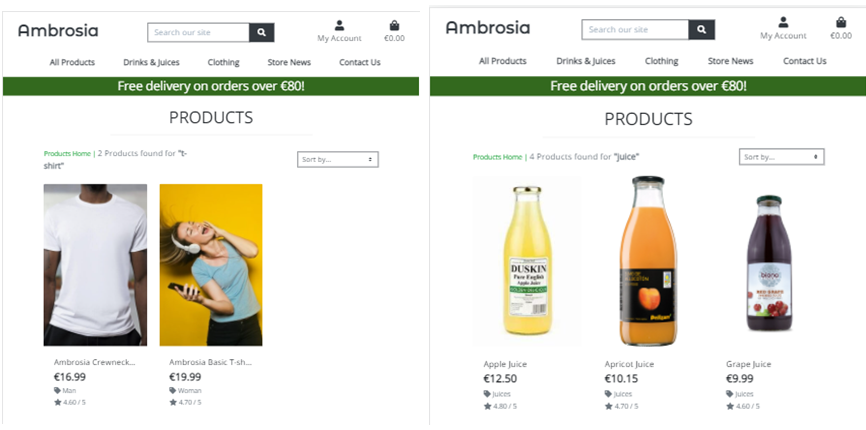 Ambrosia
Search our site
My Account
€0.00
All Products Drinks & Juices Clothing Store News Contact Us
Free delivery on orders over €80!
PRODUCTS
Products Home | 2 Products found for "t-
shirt"
Sort by...
Ambrosia Crewneck...
€16.99
Man
4.60 / 5
Ambrosia Basic T-sh...
€19.99
Woman
4.70 / 5
Ambrosia
Search our site
My Account
€0.00
All Products Drinks & Juices Clothing Store News Contact Us
Free delivery on orders over €80!
PRODUCTS
Products Home | 4 Products found for "juice"
Sort by...
DUSKIN
Pure English
Apple Juice
Apple Juice
€12.50
Juices
4.80 / 5
Apricot Juice
€10.15
Juices
4.70 / 5
Grape Juice
€9.99
Juices
4.60 / 5